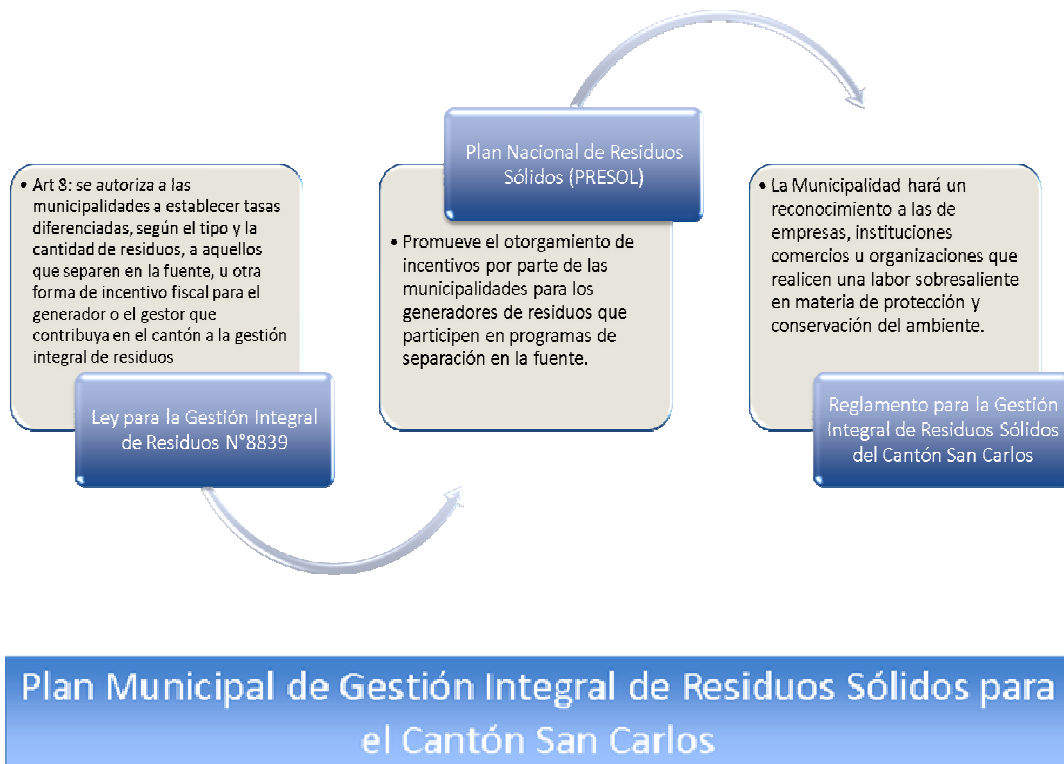 • Art 8: se autoriza a las
municipalidades a establecer tasas
diferenciadas, según el tipo y la
cantidad de residuos, a aquellos
que separen en la fuente, u otra
forma de incentivo fiscal para el
generador o el gestor que
contribuya en el cantón a la gestión
integral de residuos
Ley para la Gestión Integral
de Residuos N°8839
Plan Nacional de Residuos
Sólidos (PRESOL)
• Promueve el otorgamiento de
incentivos por parte de las
municipalidades para los
generadores de residuos que
participen en programas de
separación en la fuente.
• La Municipalidad hará un
reconocimiento a las de
empresas, instituciones
comercios u organizaciones que
realicen una labor sobresaliente
en materia de protección y
conservación del ambiente.
Reglamento para la Gestión
Integral de Residuos Sólidos
del Cantón San Carlos
Plan Municipal de Gestión Integral de Residuos Sólidos para
el Cantón San Carlos